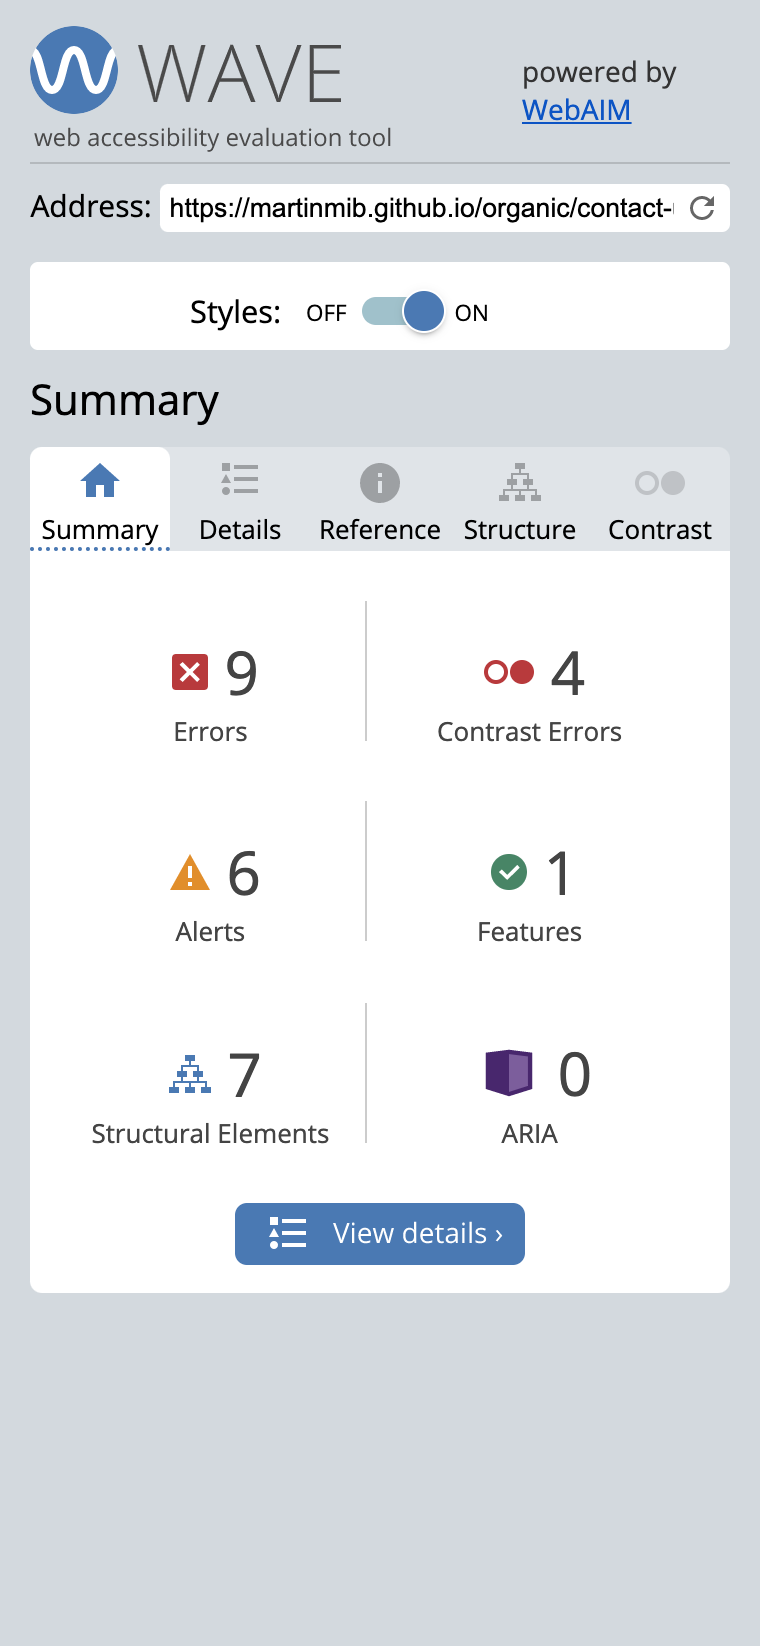 WAVE
powered by
WebAIM
web accessibility evaluation tool
Address: https://martinmib.github.io/organic/contact-
Styles: OFF ON
Summary
Summary Details Reference Structure Contrast
9 4
Errors Contrast Errors
6 1
Alerts Features
7 0
Structural Elements ARIA
View details ›